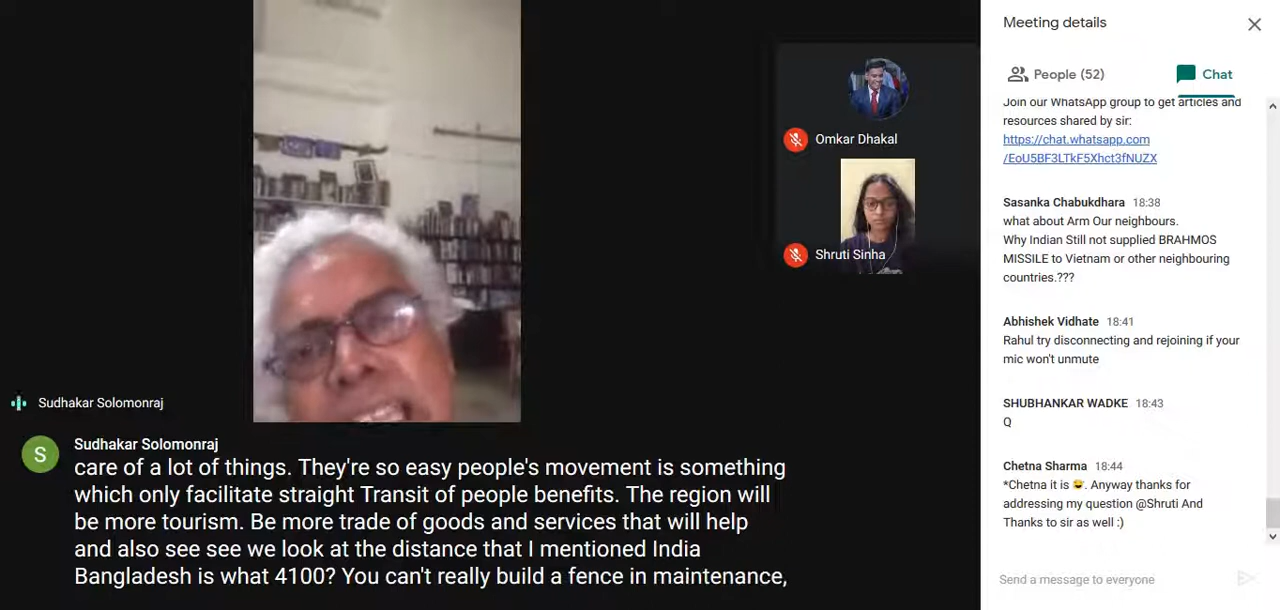 Meeting details
People (52)
Chat
Join our WhatsApp group to get articles and
resources shared by sir:
https://chat.whatsapp.com
/EoU5BF3LTkF5Xhct3fNUZX
Sasanka Chabukdhara 18:38
what about Arm Our neighbours.
Why Indian Still not supplied BRAHMOS
MISSILE to Vietnam or other neighbouring
countries.???
Abhishek Vidhate 18:41
Rahul try disconnecting and rejoining if your
mic won't unmute
SHUBHANKAR WADKE 18:43
Q
Chetna Sharma 18:44
*Chetna it is 😅. Anyway thanks for
addressing my question @Shruti And
Thanks to sir as well :)
Send a message to everyone
Omkar Dhakal
Shruti Sinha
Sudhakar Solomonraj
S
Sudhakar Solomonraj
care of a lot of things. They're so easy people's movement is something
which only facilitate straight Transit of people benefits. The region will
be more tourism. Be more trade of goods and services that will help
and also see see we look at the distance that I mentioned India
Bangladesh is what 4100? You can't really build a fence in maintenance,